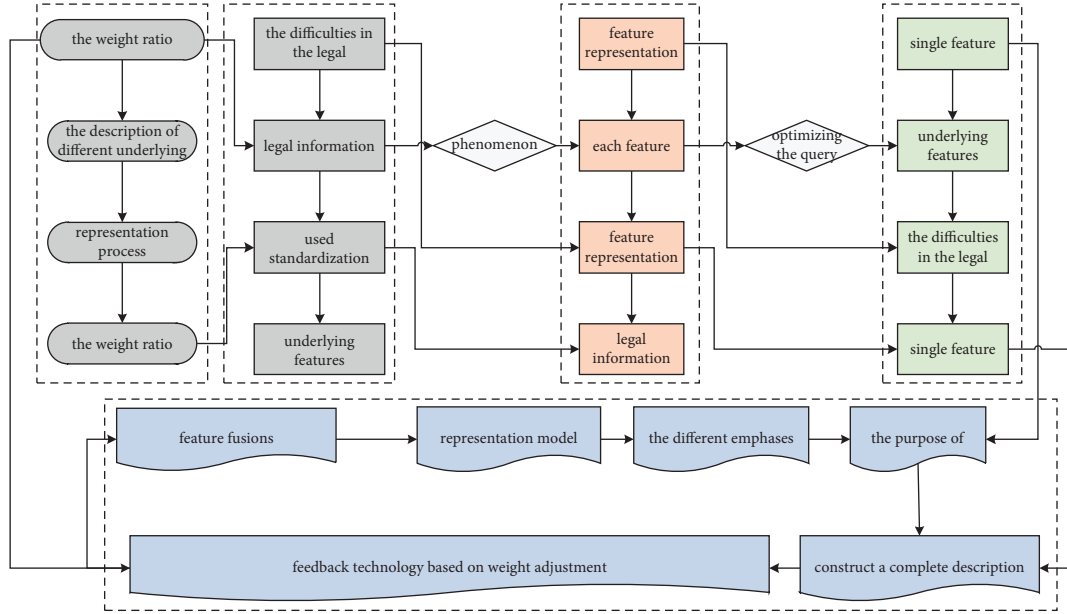 the weight ratio
the description of
different underlying
representation
process
the weight ratio
the difficulties in
the legal
legal information
used
standardization
underlying
features
phenomenon
feature
representation
each feature
feature
representation
legal
information
optimizing
the query
single feature
underlying
features
the difficulties
in the legal
single feature
feature fusions
representation model
the different emphases
the purpose of
feedback technology based on weight adjustment
construct a complete description